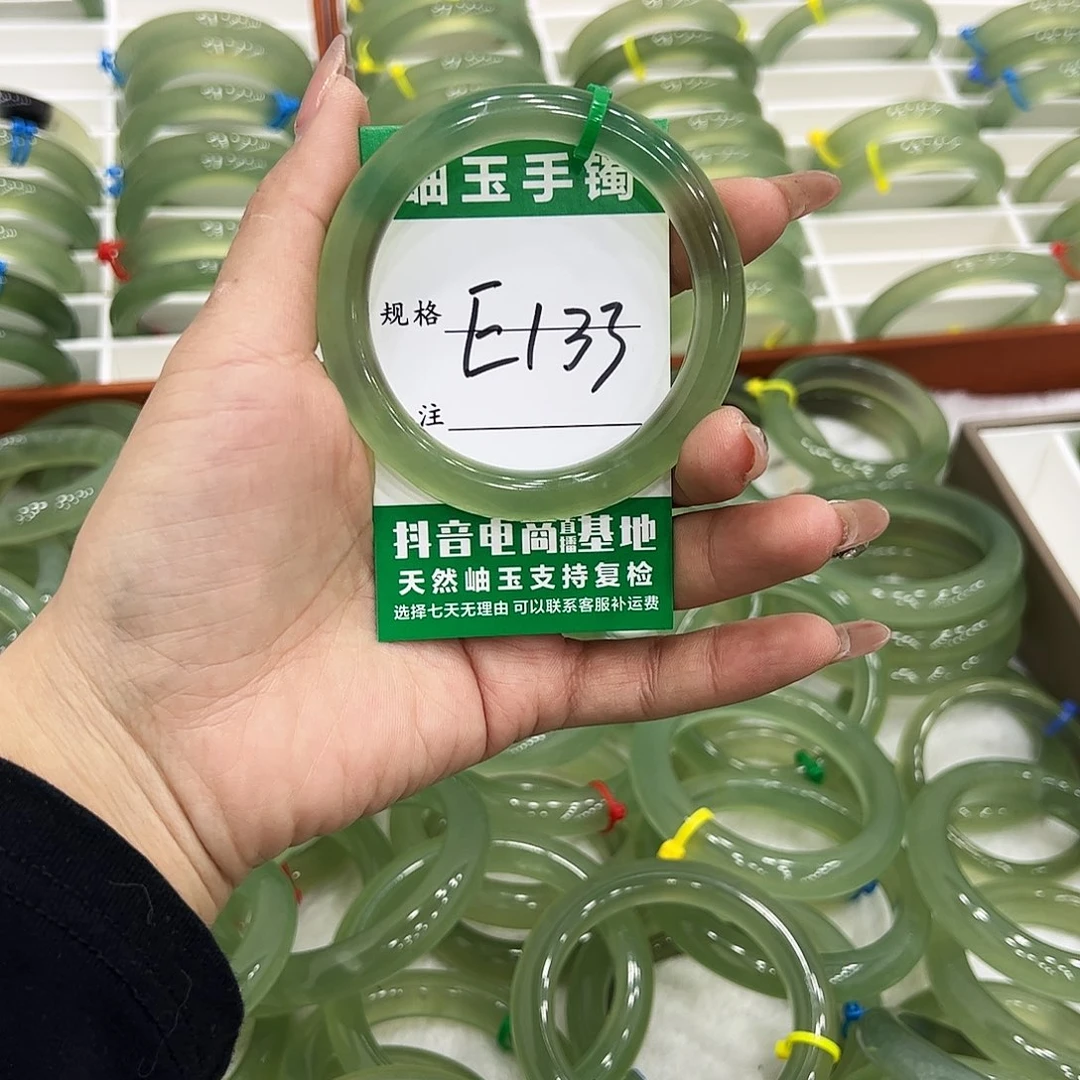 岫玉手镯
规格 E133
注
抖音电商直播基地
天然岫玉支持复检
选择七天无理由 可以联系客服补运费